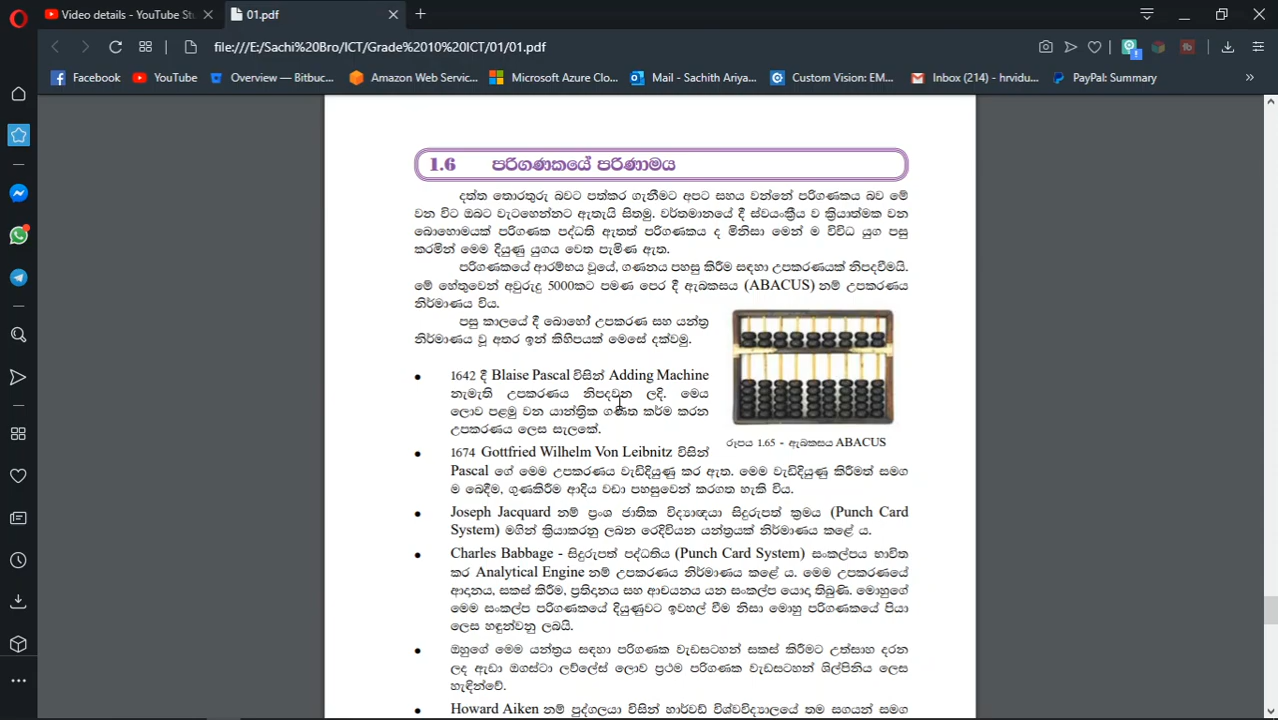 Video details - YouTube Stu
01.pdf
file:///E:/Sachi%20Bro/ICT/Grade%2010%20ICT/01/01.pdf
Facebook YouTube Overview — Bitbuc... Amazon Web Servic... Microsoft Azure Clo... Mail - Sachith Ariya... Custom Vision: EM... Inbox (214) - hrvidu... PayPal: Summary »
1.6 පරිගණකයේ පරිණාමය
දත්ත තොරතුරු බවට පත්කර ගැනීමට අපට සහය වන්නේ පරිගණකය බව මේ
වන විට ඔබට වැටහෙන්නට ඇතැයි සිතමු. වර්තමානයේ දී ස්වයංක්‍රීය ව ක්‍රියාත්මක වන
බොහොමයක් පරිගණක පද්ධති ඇතත් පරිගණකය ද මිනිසා මෙන් ම විවිධ යුග පසු
කරමින් මෙම දියුණු යුගය වෙත පැමිණ ඇත.
පරිගණකයේ ආරම්භය වූයේ, ගණනය පහසු කිරීම සඳහා උපකරණයක් නිපදවීමයි.
මේ හේතුවෙන් අවුරුදු 5000කට පමණ පෙර දී ඇබකසය (ABACUS) නම් උපකරණය
නිර්මාණය විය.
පසු කාලයේ දී බොහෝ උපකරණ සහ යන්ත්‍ර
නිර්මාණය වූ අතර ඉන් කිහිපයක් මෙසේ දක්වමු.
• 1642 දී Blaise Pascal විසින් Adding Machine
නැමැති උපකරණය නිපදවන ලදි. මෙය
ලොව පළමු වන යාන්ත්‍රික ගණිත කර්ම කරන
උපකරණය ලෙස සැලකේ.
රූපය 1.65 - ඇබකසය ABACUS
• 1674 Gottfried Wilhelm Von Leibnitz විසින්
Pascal ගේ මෙම උපකරණය වැඩිදියුණු කර ඇත. මෙම වැඩිදියුණු කිරීමත් සමග
ම බෙදීම, ගුණකිරීම ආදිය වඩා පහසුවෙන් කරගත හැකි විය.
• Joseph Jacquard නම් ප්‍රංශ ජාතික විද්‍යාඥයා සිදුරුපත් ක්‍රමය (Punch Card
System) මගින් ක්‍රියාකරනු ලබන රෙදිවියන යන්ත්‍රයක් නිර්මාණය කළේ ය.
• Charles Babbage - සිදුරුපත් පද්ධතිය (Punch Card System) සංකල්පය භාවිත
කර Analytical Engine නම් උපකරණය නිර්මාණය කළේ ය. මෙම උපකරණයේ
ආදානය, සකස් කිරීම, ප්‍රතිදානය සහ ආචයනය යන සංකල්ප යොදා තිබුණි. මොහුගේ
මෙම සංකල්ප පරිගණකයේ දියුණුවට ඉවහල් වීම නිසා මොහු පරිගණකයේ පියා
ලෙස හඳුන්වනු ලබයි.
• ඔහුගේ මෙම යන්ත්‍රය සඳහා පරිගණක වැඩසටහන් සකස් කිරීමට උත්සාහ දරන
ලද ඇඩා ඔගස්ටා ලව්ලේස් ලොව ප්‍රථම පරිගණක වැඩසටහන් ශිල්පිනිය ලෙස
හැඳින්වේ.
• Howard Aiken නම් පුද්ගලයා විසින් හාර්වඩ් විශ්වවිද්‍යාලයේ තම සගයන් සමග